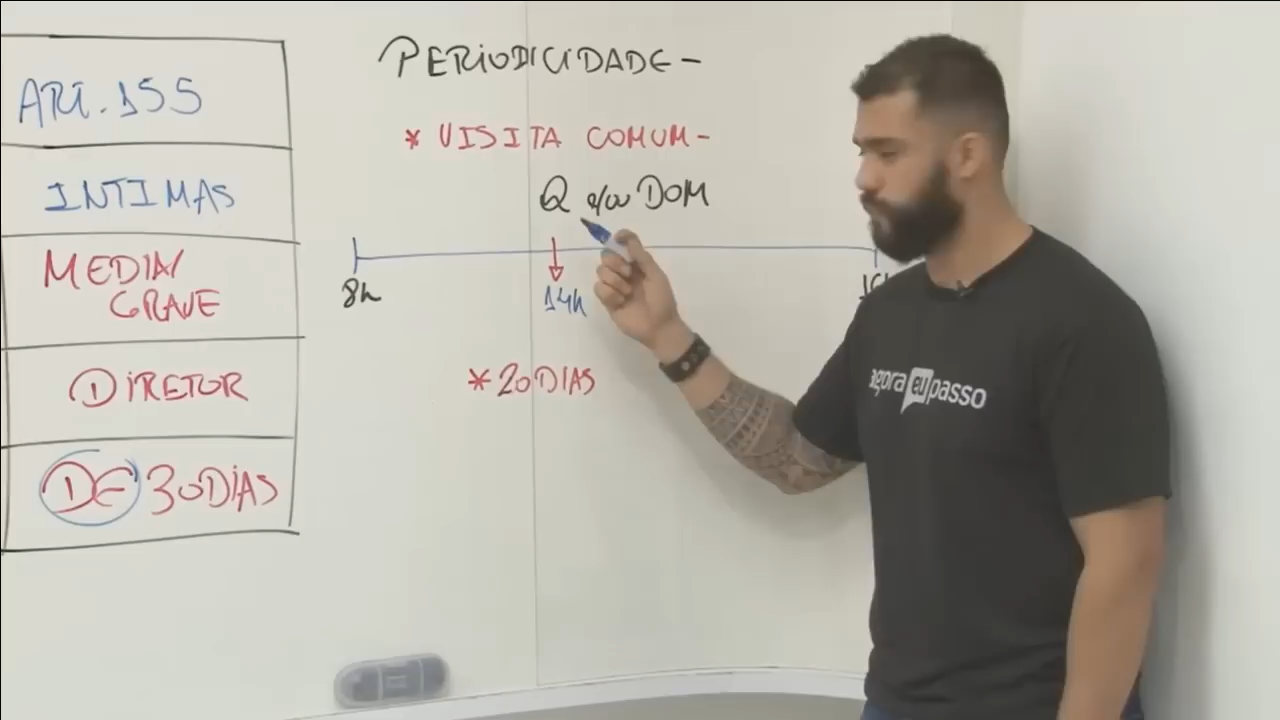 ART. 155
INTIMAS
MEDIA/
GRAVE
DIRETOR
DE 30 DIAS
PERIODICIDADE -
* VISITA COMUM -
Q e/ou DOM
8h
14h
* 20 DIAS
agora eu passo